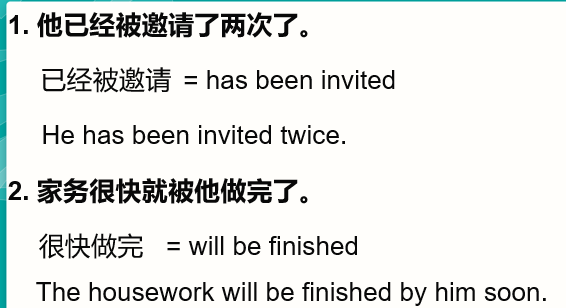 1. 他已经被邀请了两次了。
已经被邀请 = has been invited
He has been invited twice.
2. 家务很快就被他做完了。
很快做完 = will be finished
The housework will be finished by him soon.